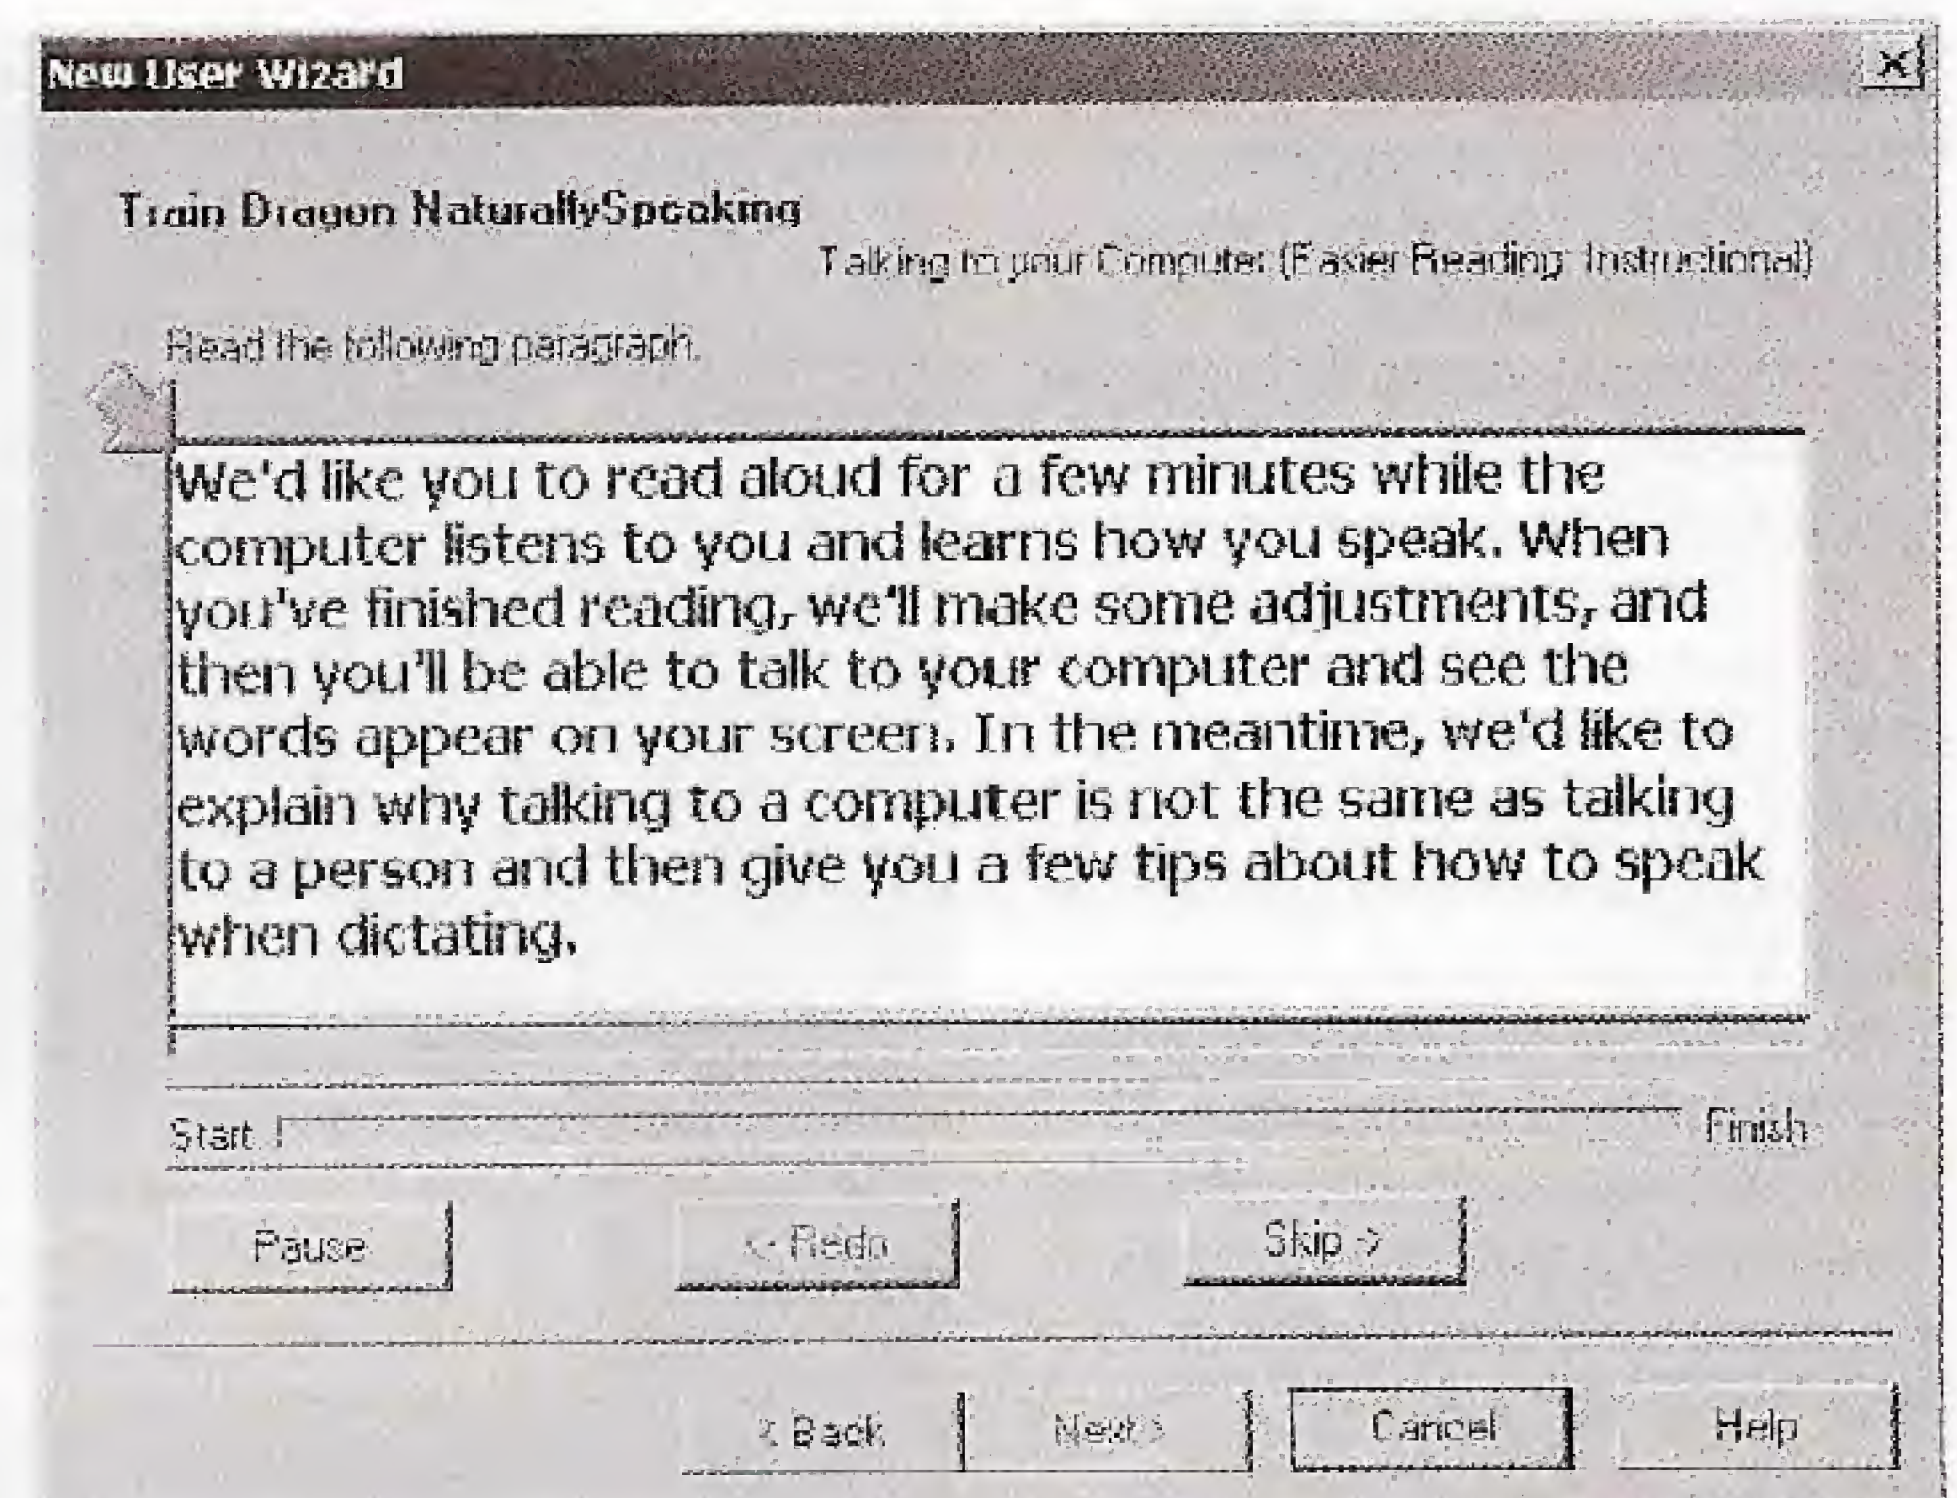 New User Wizard
Train Dragon NaturallySpeaking
Talking to your Computer (Easier Reading: Instructional)
Read the following paragraph.
We'd like you to read aloud for a few minutes while the
computer listens to you and learns how you speak. When
you've finished reading, we'll make some adjustments, and
then you'll be able to talk to your computer and see the
words appear on your screen. In the meantime, we'd like to
explain why talking to a computer is not the same as talking
to a person and then give you a few tips about how to speak
when dictating.
Start Finish
Pause <- Redo Skip ->
< Back Next > Cancel Help